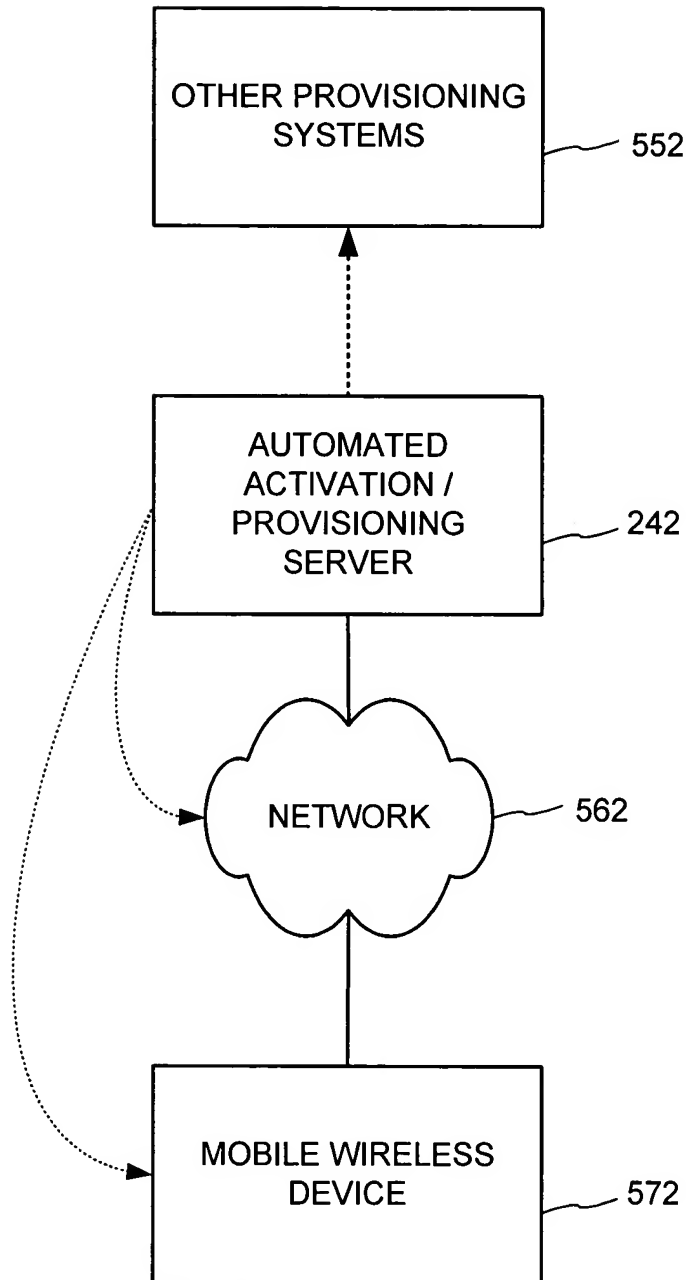 OTHER PROVISIONING
SYSTEMS
552
AUTOMATED
ACTIVATION /
PROVISIONING
SERVER
242
NETWORK
562
MOBILE WIRELESS
DEVICE
572